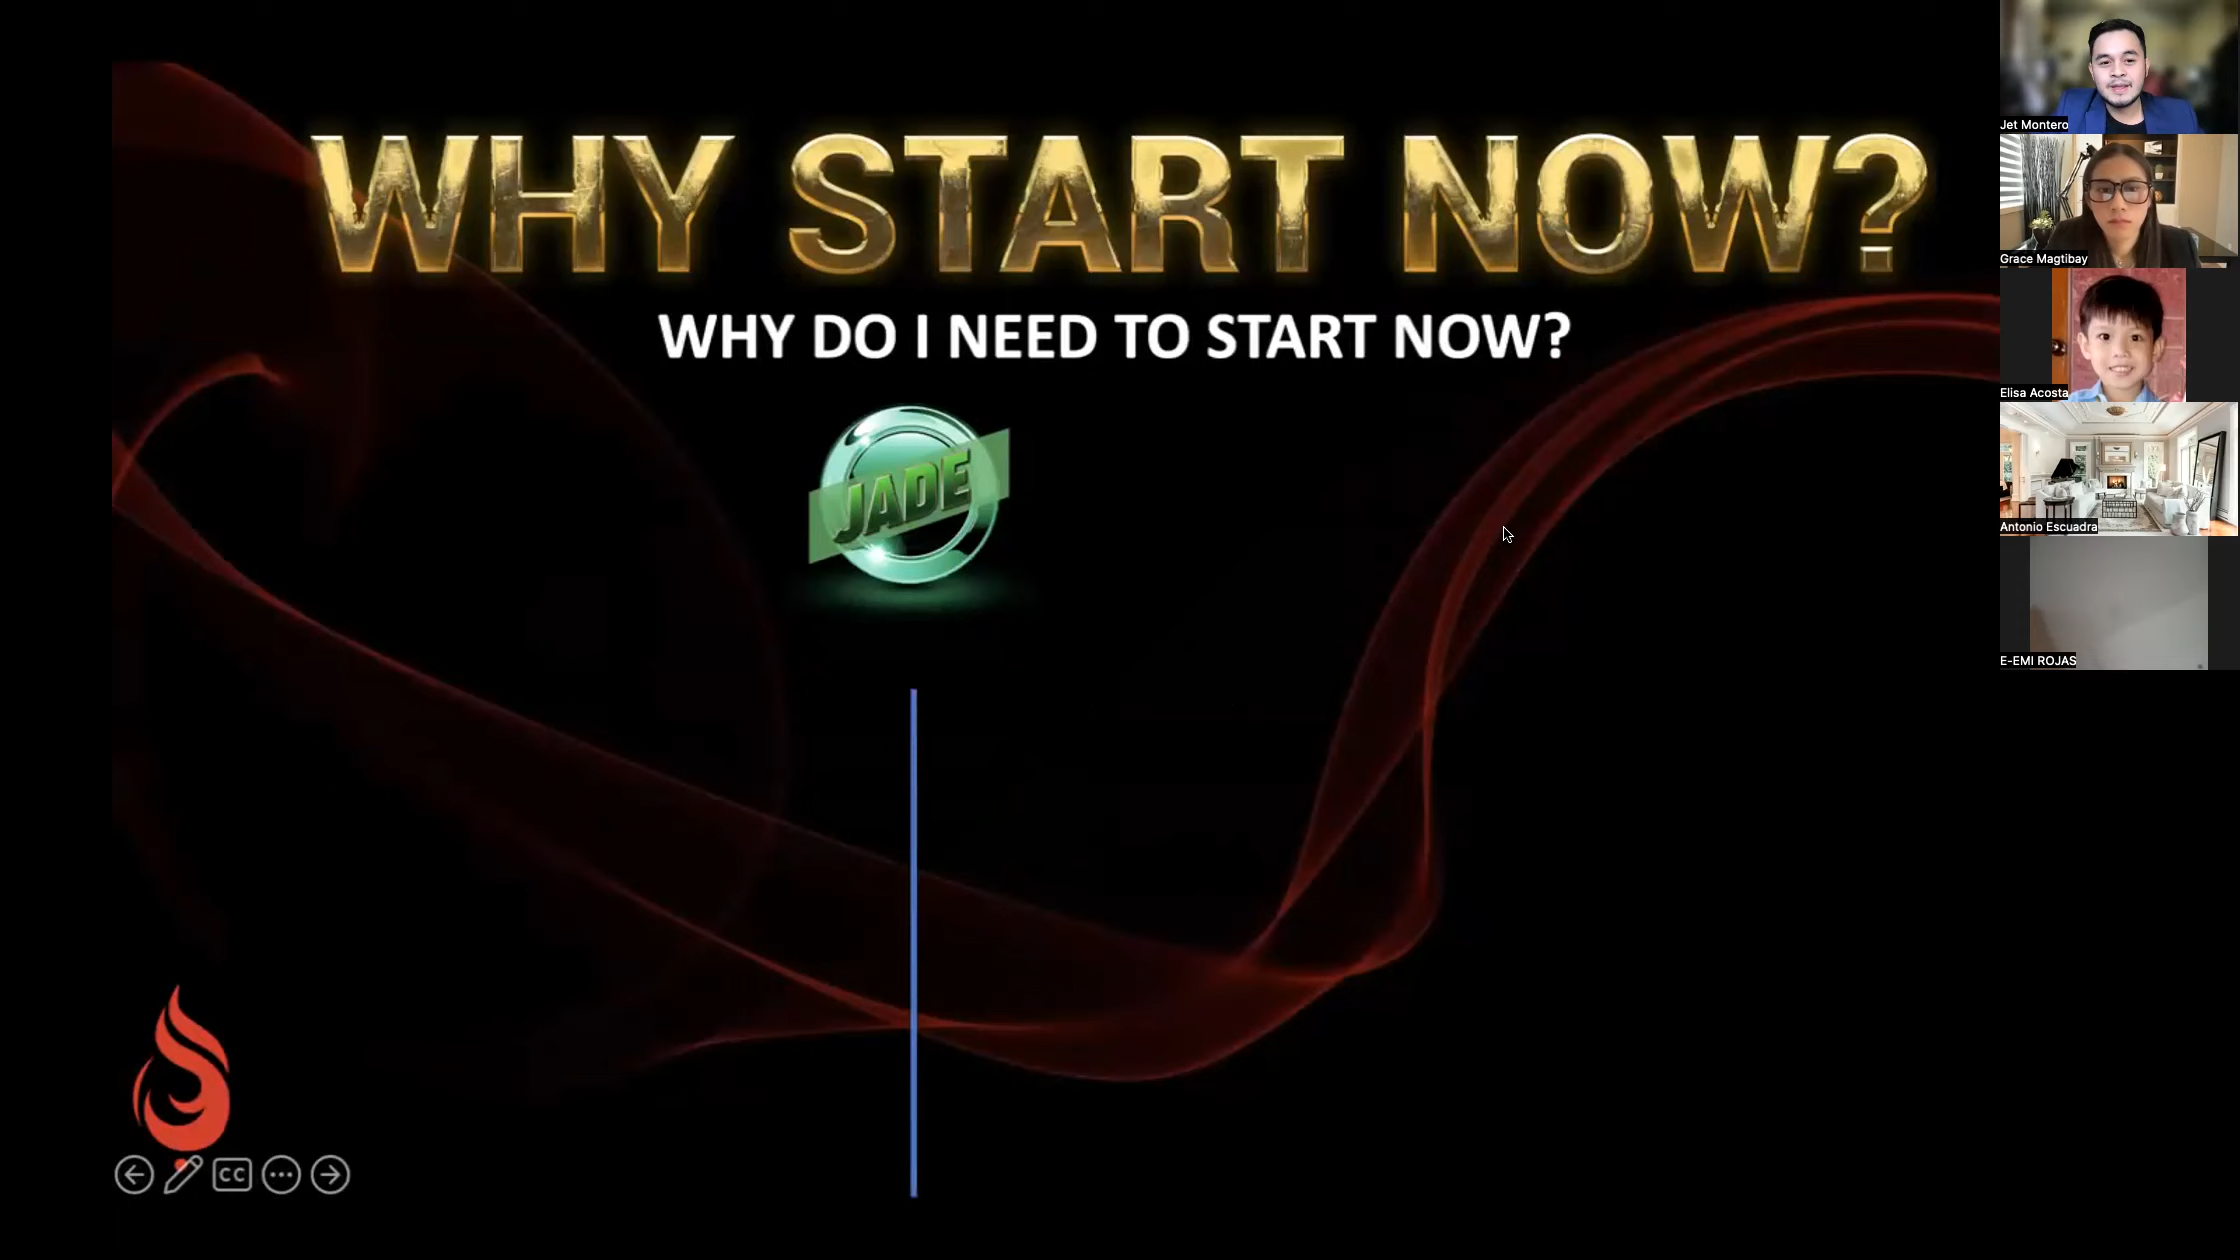 WHY START NOW?
WHY DO I NEED TO START NOW?
JADE
CC
Jet Montero
Grace Magtibay
Elisa Acosta
Antonio Escuadra
E-EMI ROJAS